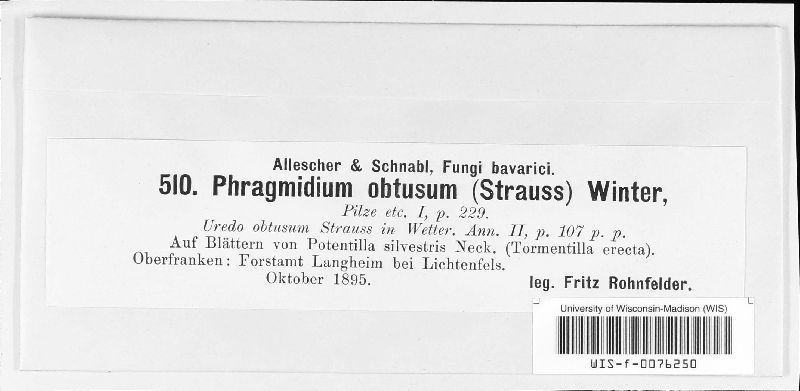 Allescher & Schnabl, Fungi bavarici.
510. Phragmidium obtusum (Strauss) Winter,
Pilze etc. I, p. 229.
Uredo obtusum Strauss in Wetter. Ann. II, p. 107 p. p.
Auf Blättern von Potentilla silvestris Neck. (Tormentilla erecta).
Oberfranken: Forstamt Langheim bei Lichtenfels.
Oktober 1895.
leg. Fritz Rohnfelder.
University of Wisconsin-Madison (WIS)
WIS-f-0076250